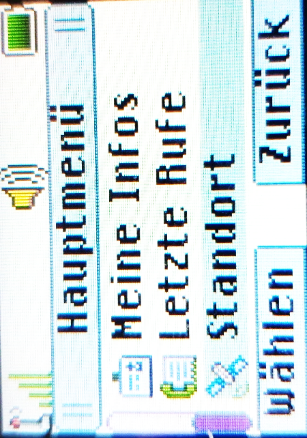 Hauptmenü
Meine Infos
Letzte Rufe
Standort
Wählen Zurück